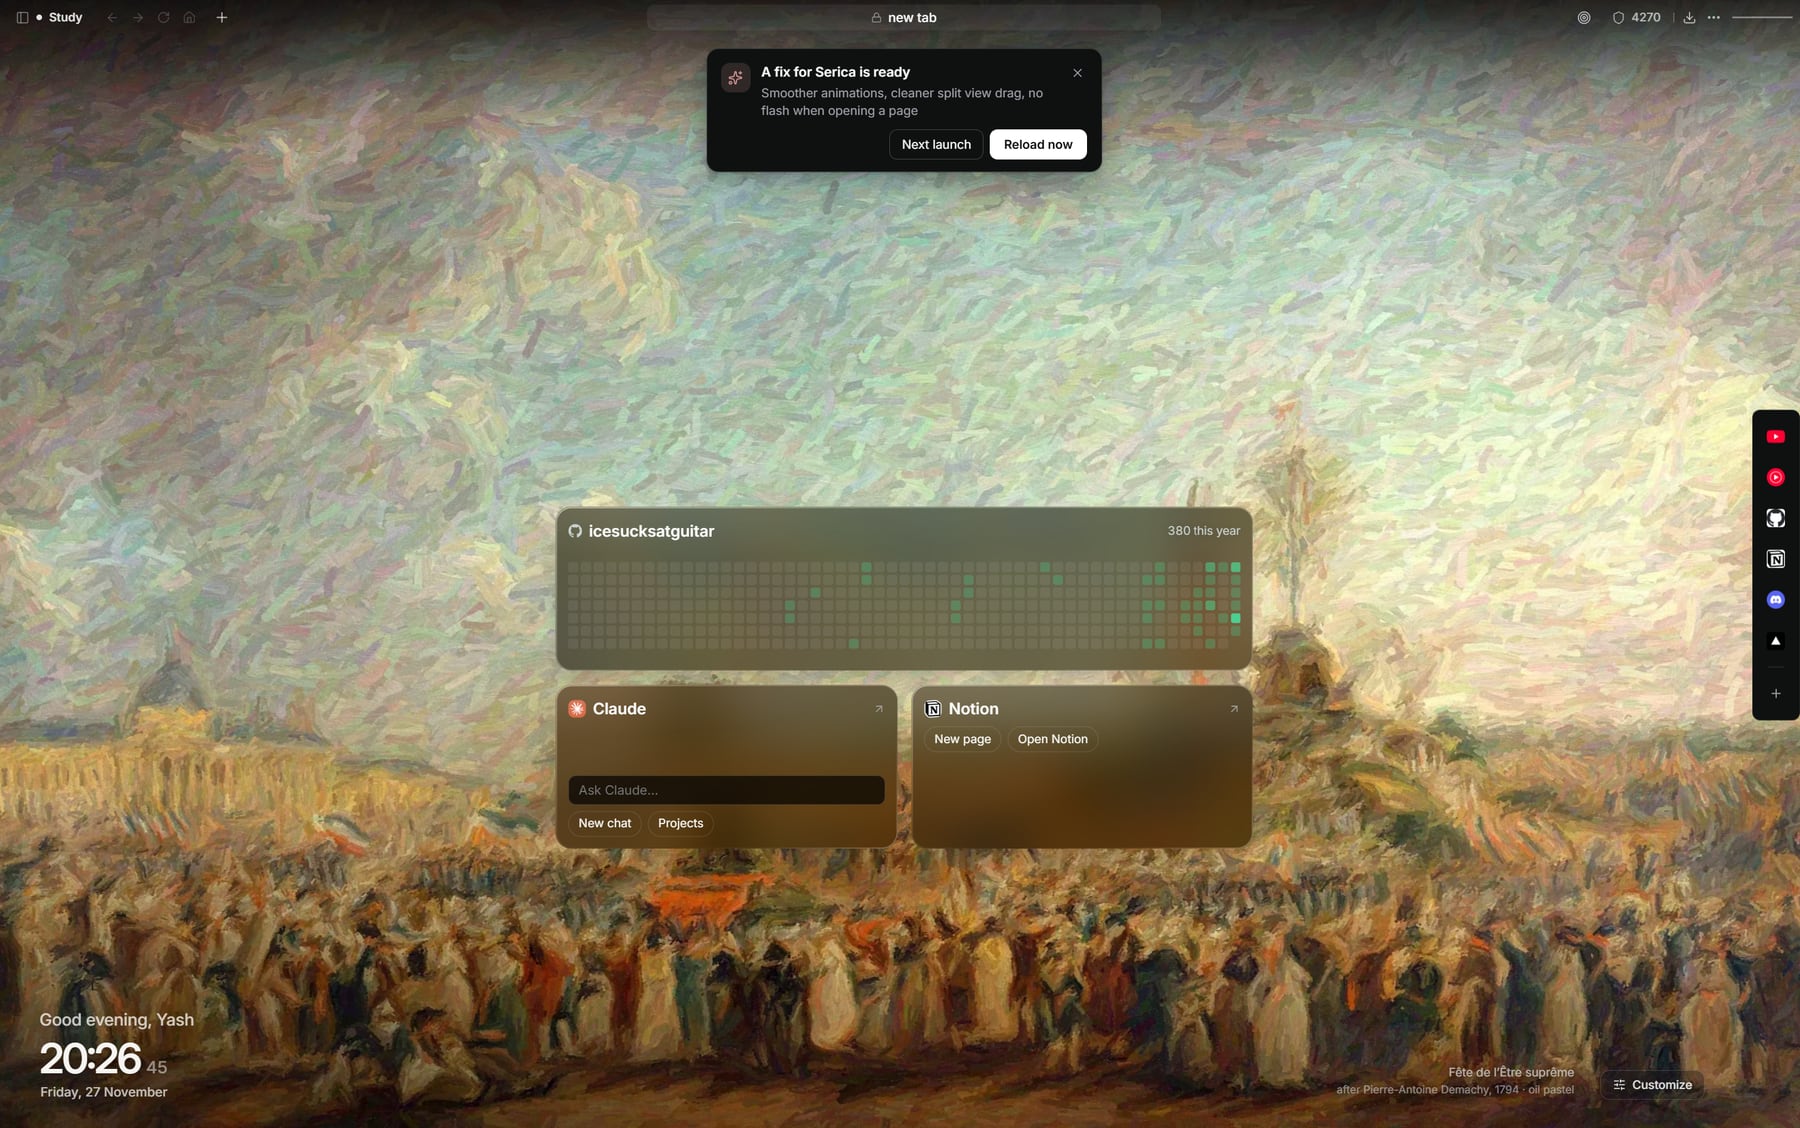 Study
new tab
4270
A fix for Serica is ready
Smoother animations, cleaner split view drag, no
flash when opening a page
Next launch
Reload now
icesucksatguitar
380 this year
Claude
Ask Claude...
New chat
Projects
Notion
New page
Open Notion
Good evening, Yash
20:26 45
Friday, 27 November
Fête de l'Être suprême
after Pierre-Antoine Demachy, 1794 · oil pastel
Customize